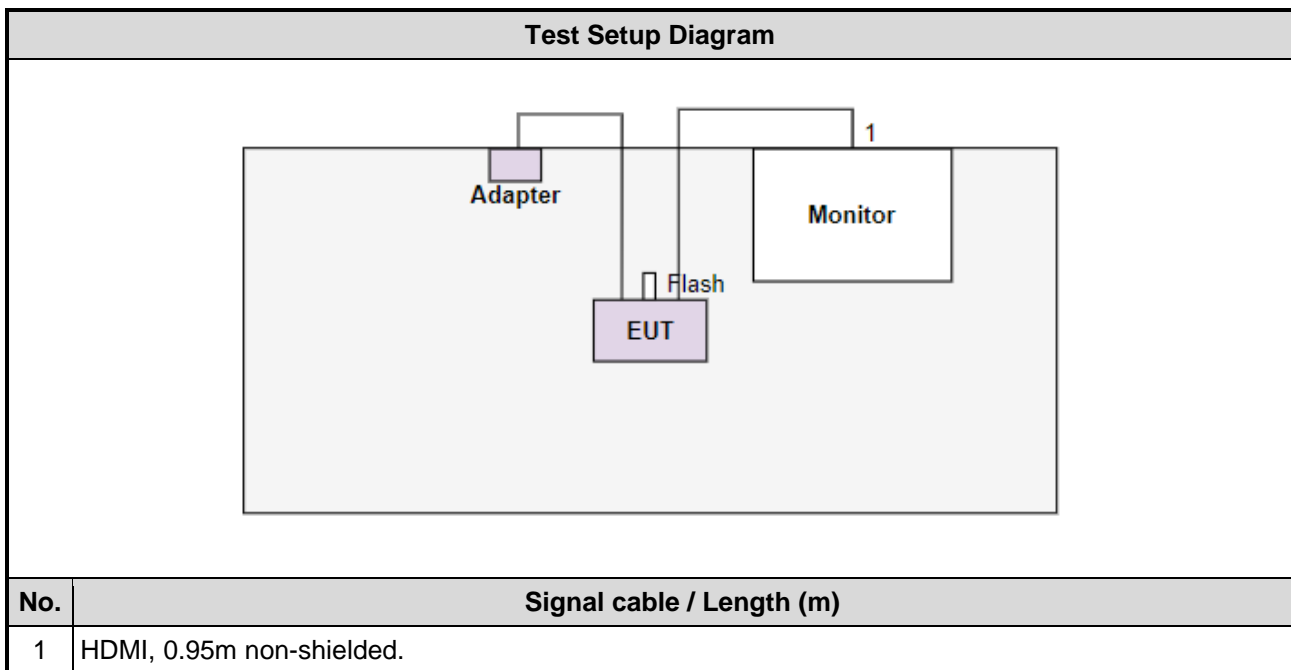 Test Setup Diagram
1
Adapter
Monitor
Flash
EUT
No. Signal cable / Length (m)
1 HDMI, 0.95m non-shielded.